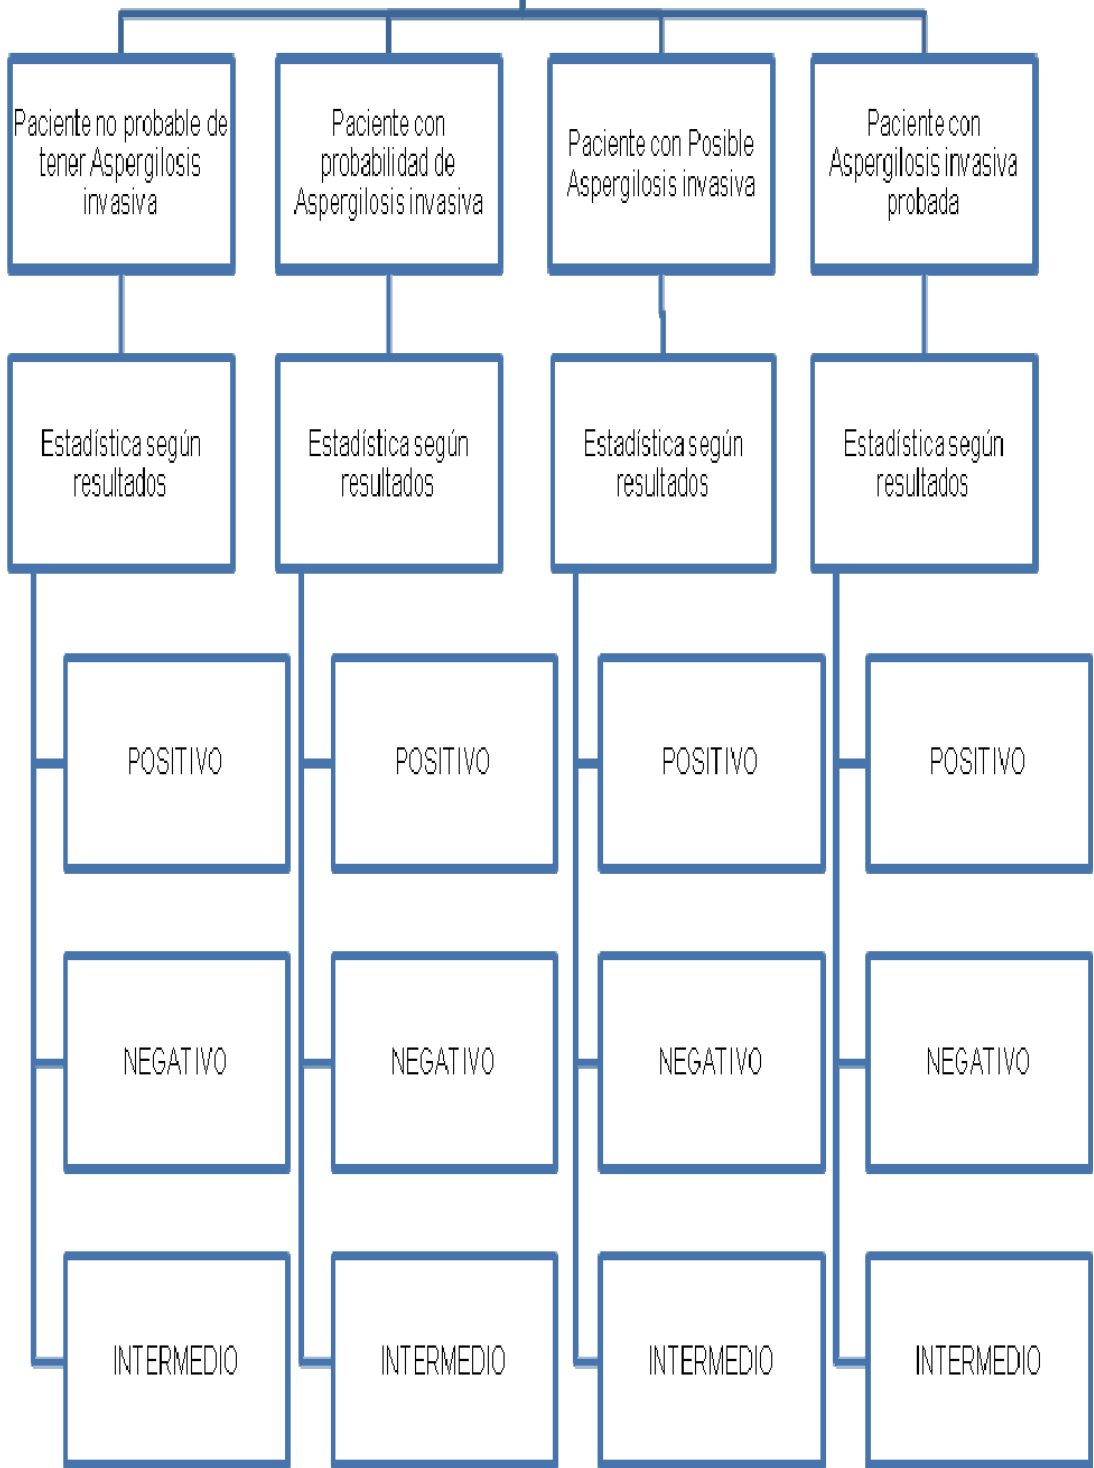 Paciente no probable de
tener Aspergilosis
invasiva
Paciente con
probabilidad de
Aspergilosis invasiva
Paciente con Posible
Aspergilosis invasiva
Paciente con
Aspergilosis invasiva
probada
Estadística según
resultados
Estadística según
resultados
Estadística según
resultados
Estadística según
resultados
POSITIVO
POSITIVO
POSITIVO
POSITIVO
NEGATIVO
NEGATIVO
NEGATIVO
NEGATIVO
INTERMEDIO
INTERMEDIO
INTERMEDIO
INTERMEDIO